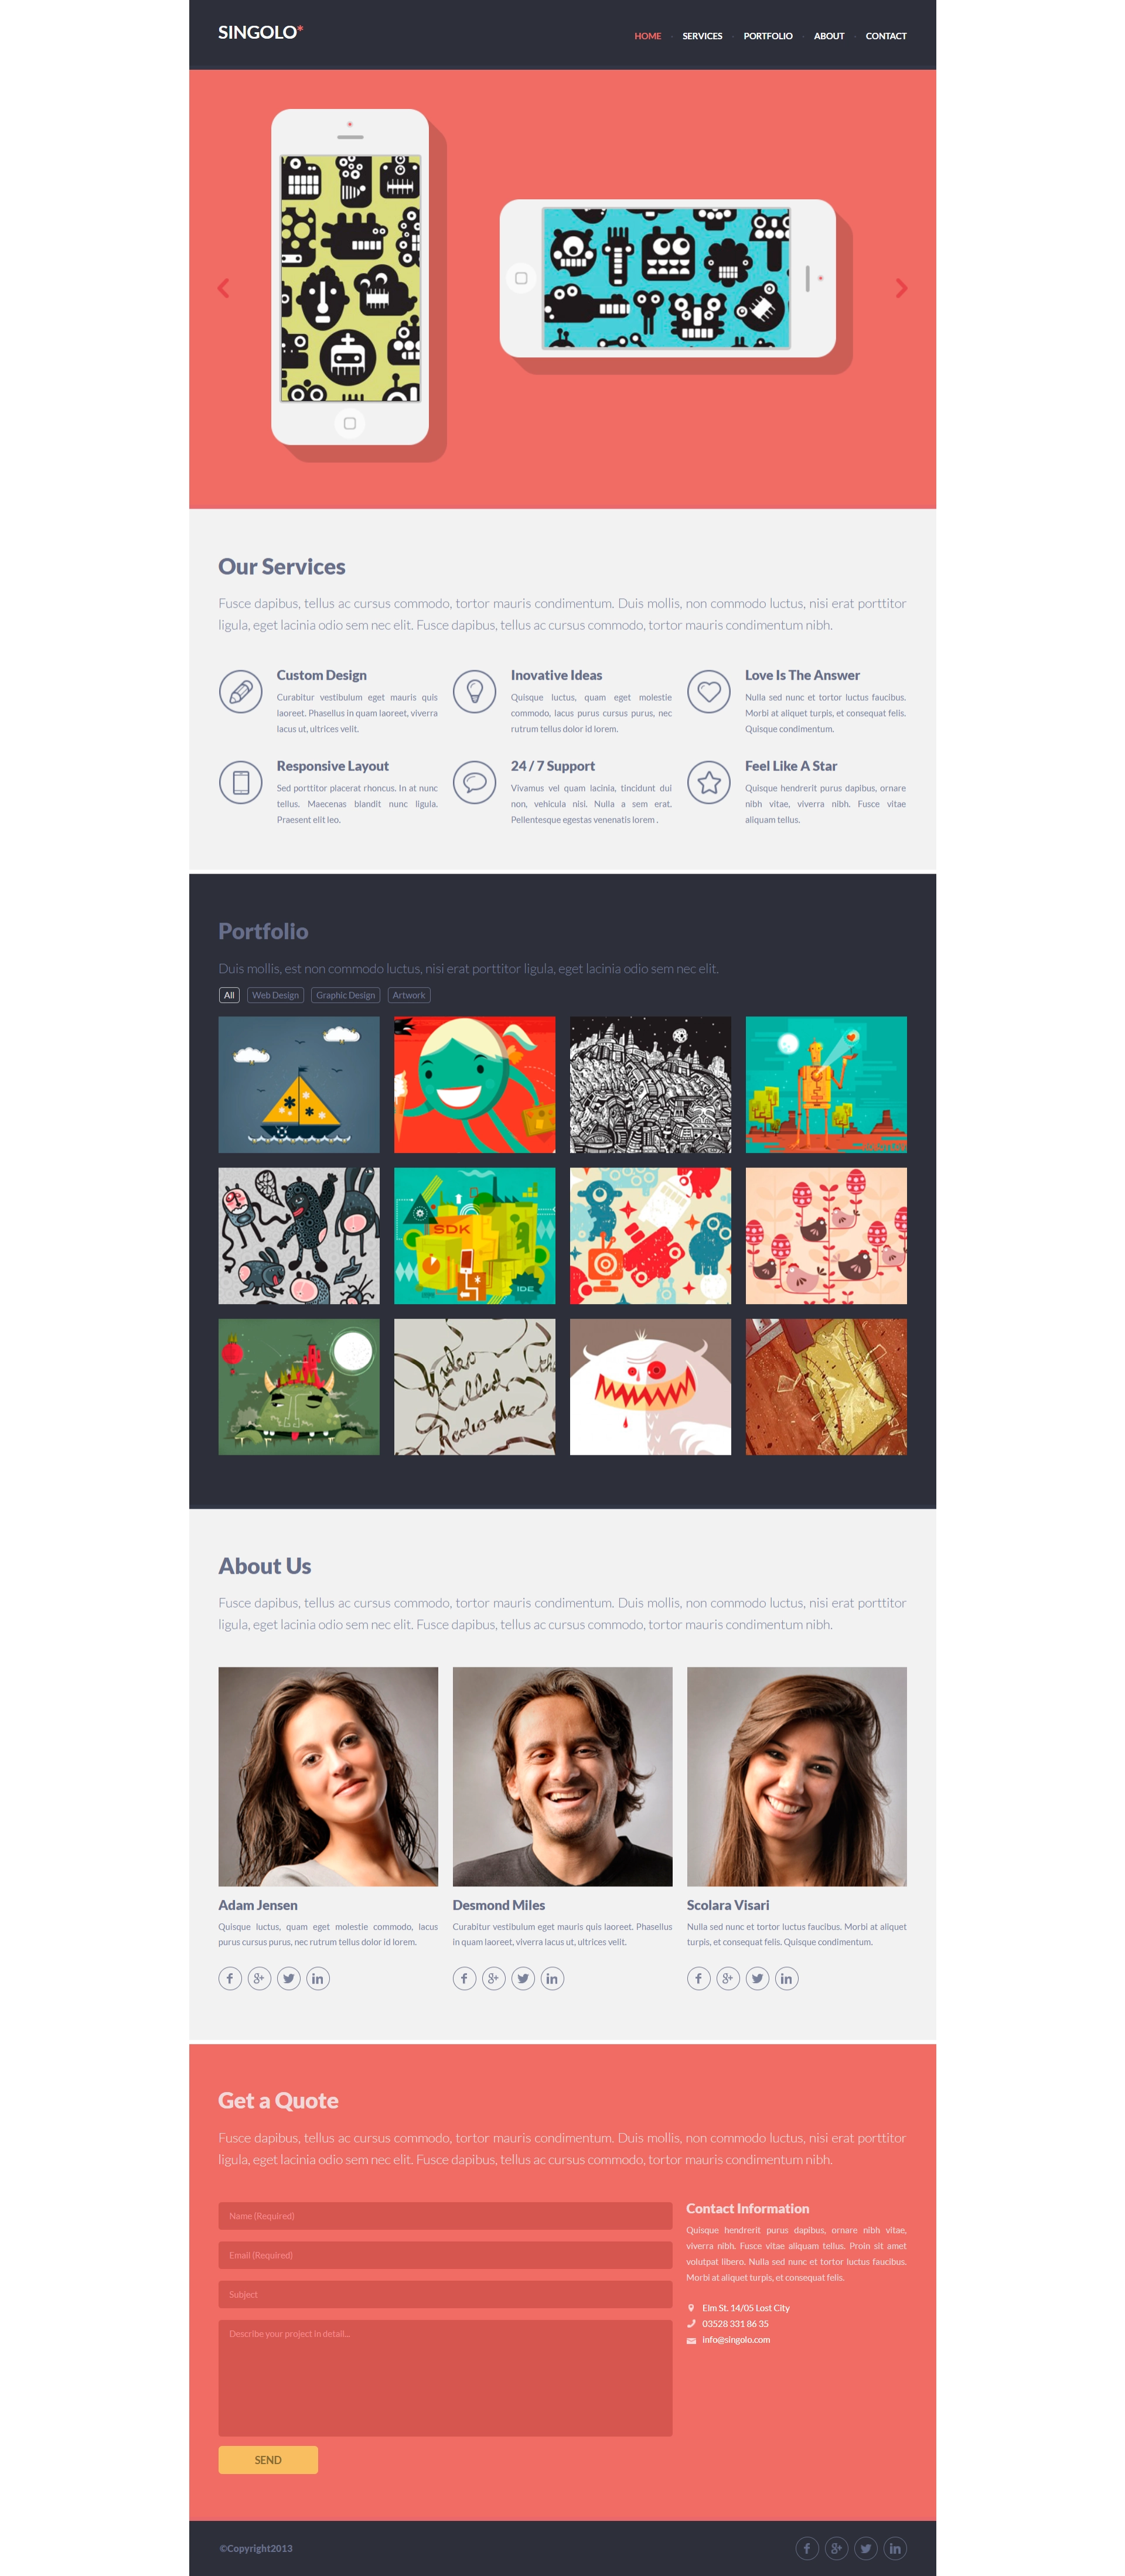 SINGOLO*
HOME SERVICES PORTFOLIO ABOUT CONTACT
Our Services
Fusce dapibus, tellus ac cursus commodo, tortor mauris condimentum. Duis mollis, non commodo luctus, nisi erat porttitor
ligula, eget lacinia odio sem nec elit. Fusce dapibus, tellus ac cursus commodo, tortor mauris condimentum nibh.
Custom Design
Curabitur vestibulum eget mauris quis
laoreet. Phasellus in quam laoreet, viverra
lacus ut, ultrices velit.
Inovative Ideas
Quisque luctus, quam eget molestie
commodo, lacus purus cursus purus, nec
rutrum tellus dolor id lorem.
Love Is The Answer
Nulla sed nunc et tortor luctus faucibus.
Morbi at aliquet turpis, et consequat felis.
Quisque condimentum.
Responsive Layout
Sed porttitor placerat rhoncus. In at nunc
tellus. Maecenas blandit nunc ligula.
Praesent elit leo.
24 / 7 Support
Vivamus vel quam lacinia, tincidunt dui
non, vehicula nisi. Nulla a sem erat.
Pellentesque egestas venenatis lorem .
Feel Like A Star
Quisque hendrerit purus dapibus, ornare
nibh vitae, viverra nibh. Fusce vitae
aliquam tellus.
Portfolio
Duis mollis, est non commodo luctus, nisi erat porttitor ligula, eget lacinia odio sem nec elit.
All Web Design Graphic Design Artwork
SDK
IDE
Video
killed the
Radio star
About Us
Fusce dapibus, tellus ac cursus commodo, tortor mauris condimentum. Duis mollis, non commodo luctus, nisi erat porttitor
ligula, eget lacinia odio sem nec elit. Fusce dapibus, tellus ac cursus commodo, tortor mauris condimentum nibh.
Adam Jensen
Quisque luctus, quam eget molestie commodo, lacus
purus cursus purus, nec rutrum tellus dolor id lorem.
Desmond Miles
Curabitur vestibulum eget mauris quis laoreet. Phasellus
in quam laoreet, viverra lacus ut, ultrices velit.
Scolara Visari
Nulla sed nunc et tortor luctus faucibus. Morbi at aliquet
turpis, et consequat felis. Quisque condimentum.
Get a Quote
Fusce dapibus, tellus ac cursus commodo, tortor mauris condimentum. Duis mollis, non commodo luctus, nisi erat porttitor
ligula, eget lacinia odio sem nec elit. Fusce dapibus, tellus ac cursus commodo, tortor mauris condimentum nibh.
Name (Required)
Email (Required)
Subject
Describe your project in detail...
SEND
Contact Information
Quisque hendrerit purus dapibus, ornare nibh vitae,
viverra nibh. Fusce vitae aliquam tellus. Proin sit amet
volutpat libero. Nulla sed nunc et tortor luctus faucibus.
Morbi at aliquet turpis, et consequat felis.
Elm St. 14/05 Lost City
03528 331 86 35
info@singolo.com
©Copyright2013